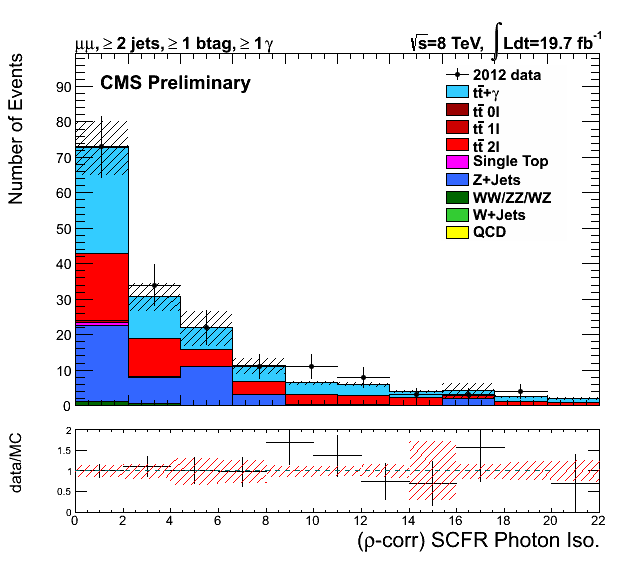 μμ, ≥ 2 jets, ≥ 1 btag, ≥ 1γ
√s=8 TeV, ∫Ldt=19.7 fb⁻¹
CMS Preliminary
2012 data
tt̄+γ
tt̄ 0l
tt̄ 1l
tt̄ 2l
Single Top
Z+Jets
WW/ZZ/WZ
W+Jets
QCD
Number of Events
90
80
70
60
50
40
30
20
10
0
data/MC
2
1.5
1
0.5
0
0 2 4 6 8 10 12 14 16 18 20 22
(ρ-corr) SCFR Photon Iso.